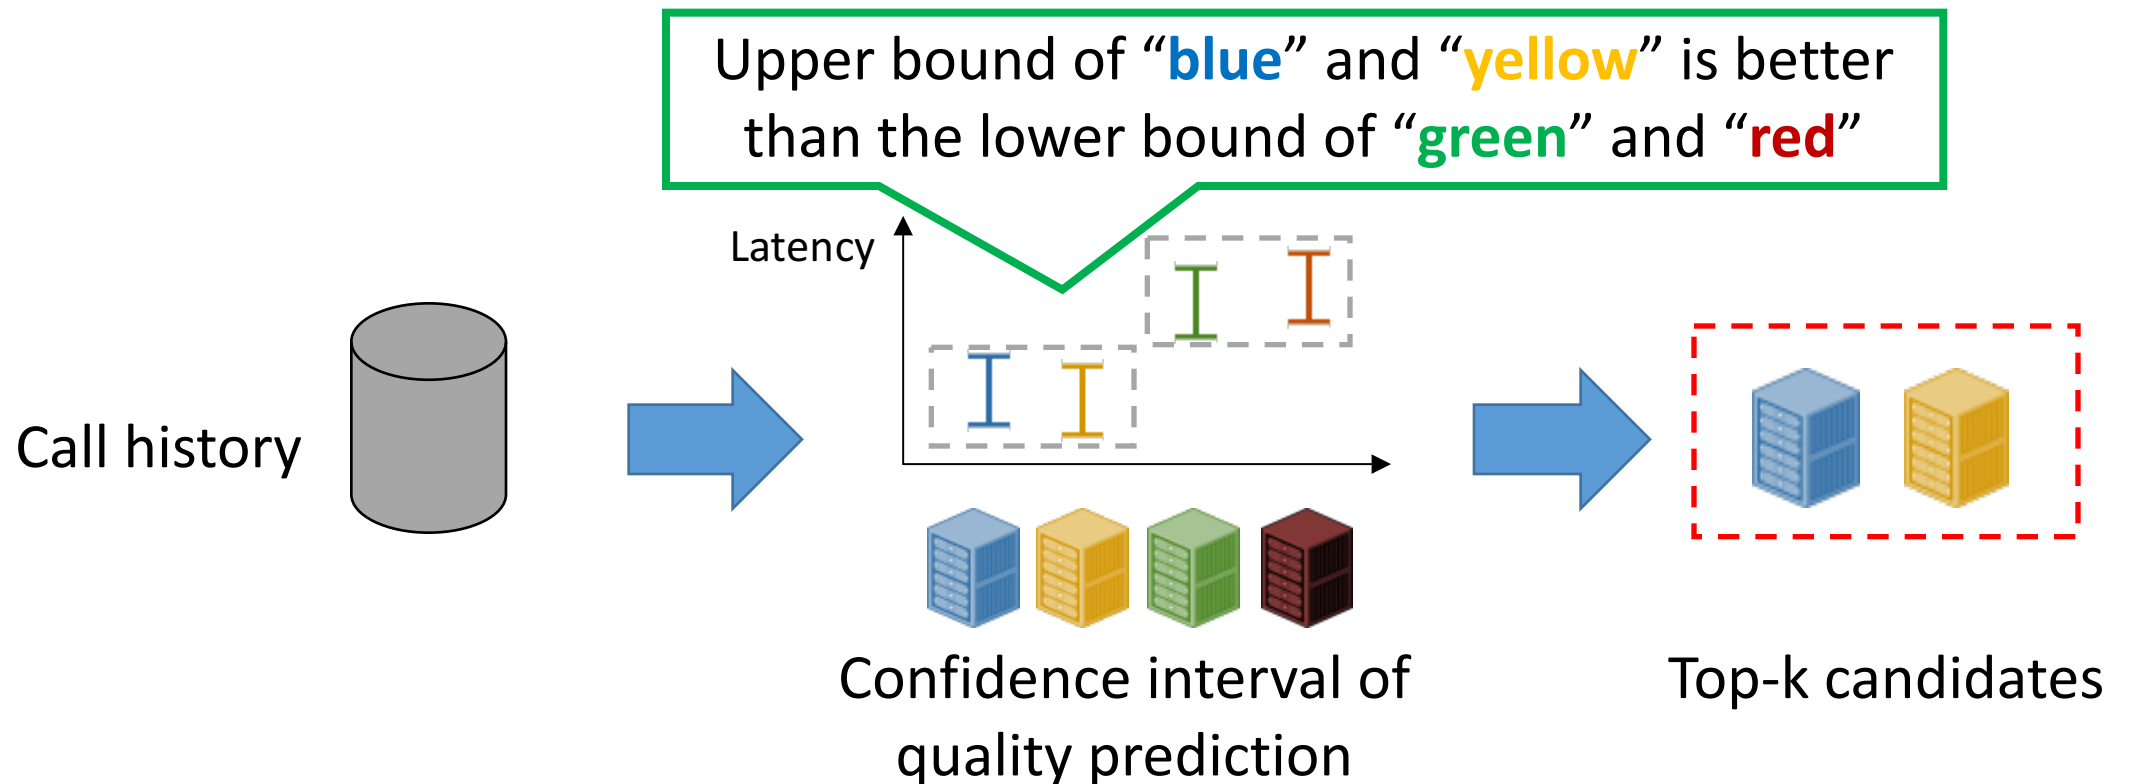 Upper bound of “blue” and “yellow” is better
than the lower bound of “green” and “red”
Latency
Call history
Confidence interval of
quality prediction
Top-k candidates